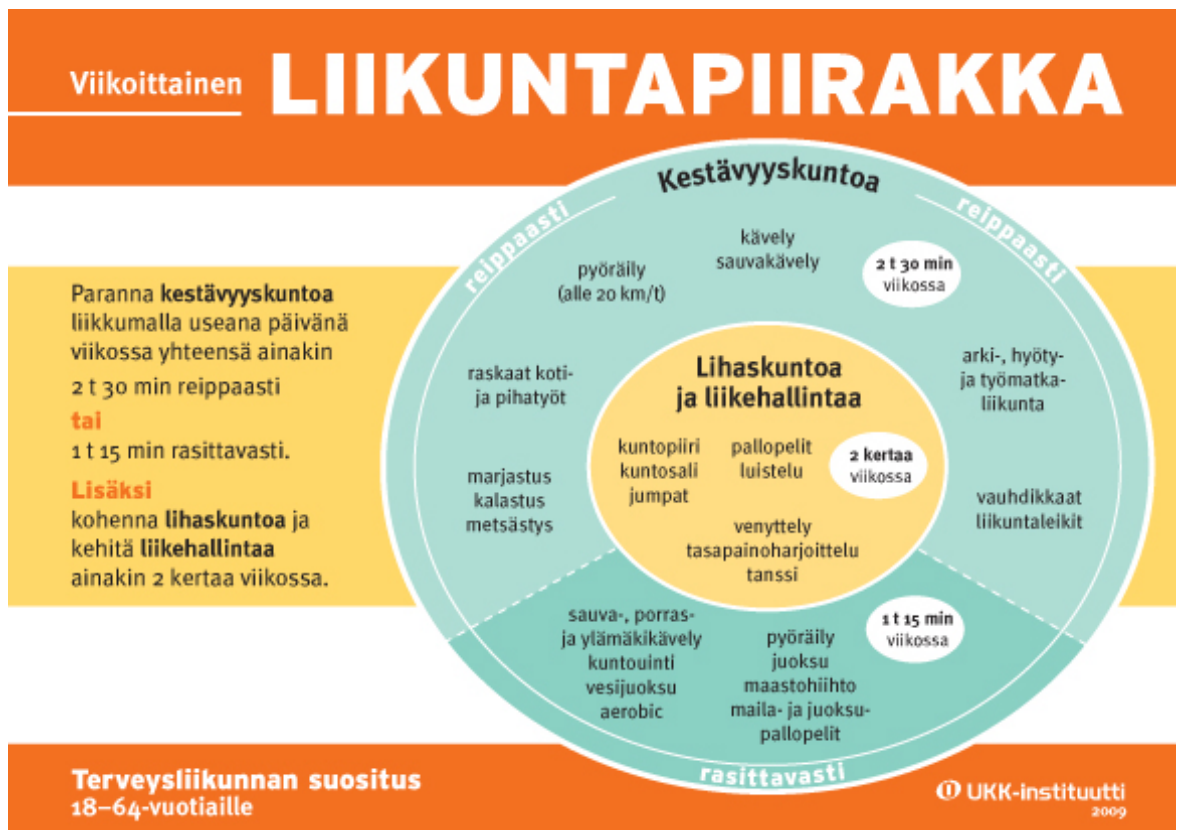 Viikoittainen LIIKUNTAPIIRAKKA
Paranna kestävyyskuntoa
liikkumalla useana päivänä
viikossa yhteensä ainakin
2 t 30 min reippaasti
tai
1 t 15 min rasittavasti.
Lisäksi
kohenna lihaskuntoa ja
kehitä liikehallintaa
ainakin 2 kertaa viikossa.
Kestävyyskuntoa
reippaasti
reippaasti
kävely
sauvakävely
2 t 30 min
viikossa
pyöräily
(alle 20 km/t)
raskaat koti-
ja pihatyöt
arki-, hyöty-
ja työmatka-
liikunta
marjastus
kalastus
metsästys
vauhdikkaat
liikuntaleikit
Lihaskuntoa
ja liikehallintaa
kuntopiiri
kuntosali
jumpat
pallopelit
luistelu
2 kertaa
viikossa
venyttely
tasapainoharjoittelu
tanssi
sauva-, porras-
ja ylämäkikävely
kuntouinti
vesijuoksu
aerobic
pyöräily
juoksu
maastohiihto
maila- ja juoksu-
pallopelit
1 t 15 min
viikossa
rasittavasti
Terveysliikunnan suositus
18–64-vuotiaille
UKK-instituutti
2009